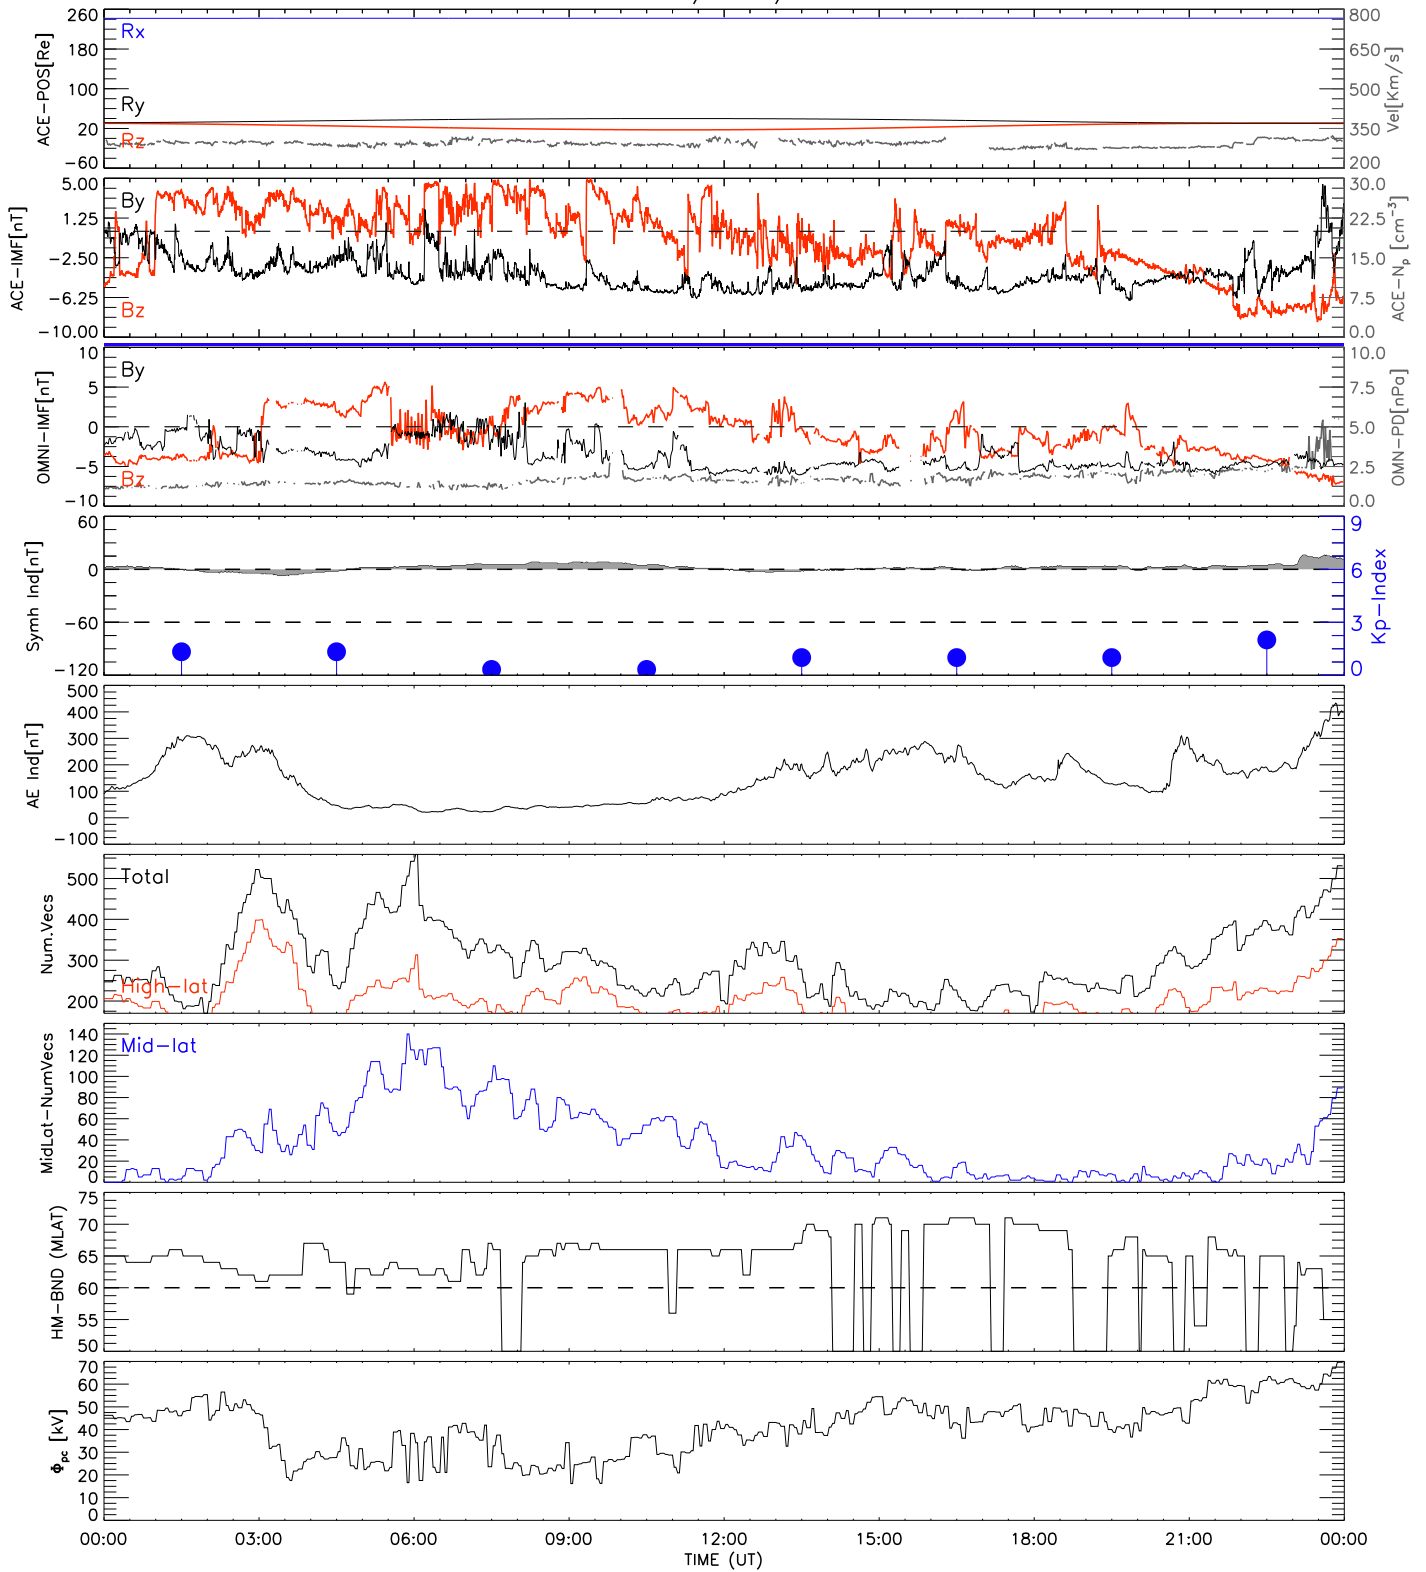 260
180
100
20
−60
ACE−POS[Re]
Rx
Ry
Rz
800
650
500
350
200
Vel[Km/s]
5.00
1.25
−2.50
−6.25
−10.00
ACE−IMF[nT]
By
Bz
30.0
22.5
15.0
7.5
0.0
ACE−Np [cm−3]
10
5
0
−5
−10
OMNI−IMF[nT]
By
Bz
10.0
7.5
5.0
2.5
0.0
OMN−PD[nPa]
60
0
−60
−120
Symh Ind[nT]
9
6
3
0
Kp−Index
500
400
300
200
100
0
−100
AE Ind[nT]
500
400
300
200
Num.Vecs
Total
High−lat
140
120
100
80
60
40
20
0
MidLat−NumVecs
Mid−lat
75
70
65
60
55
50
HM−BND (MLAT)
70
60
50
40
30
20
10
0
Φpc [kV]
00:00 03:00 06:00 09:00 12:00 15:00 18:00 21:00 00:00
TIME (UT)